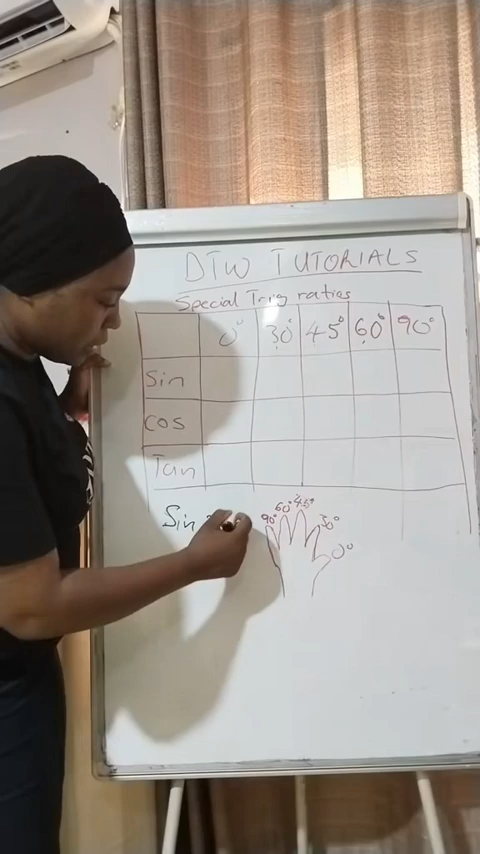 DTW TUTORIALS
Special Trig ratios
0° 30° 45° 60° 90°
Sin
cos
Tan
Sin
90° 60° 45° 30° 0°